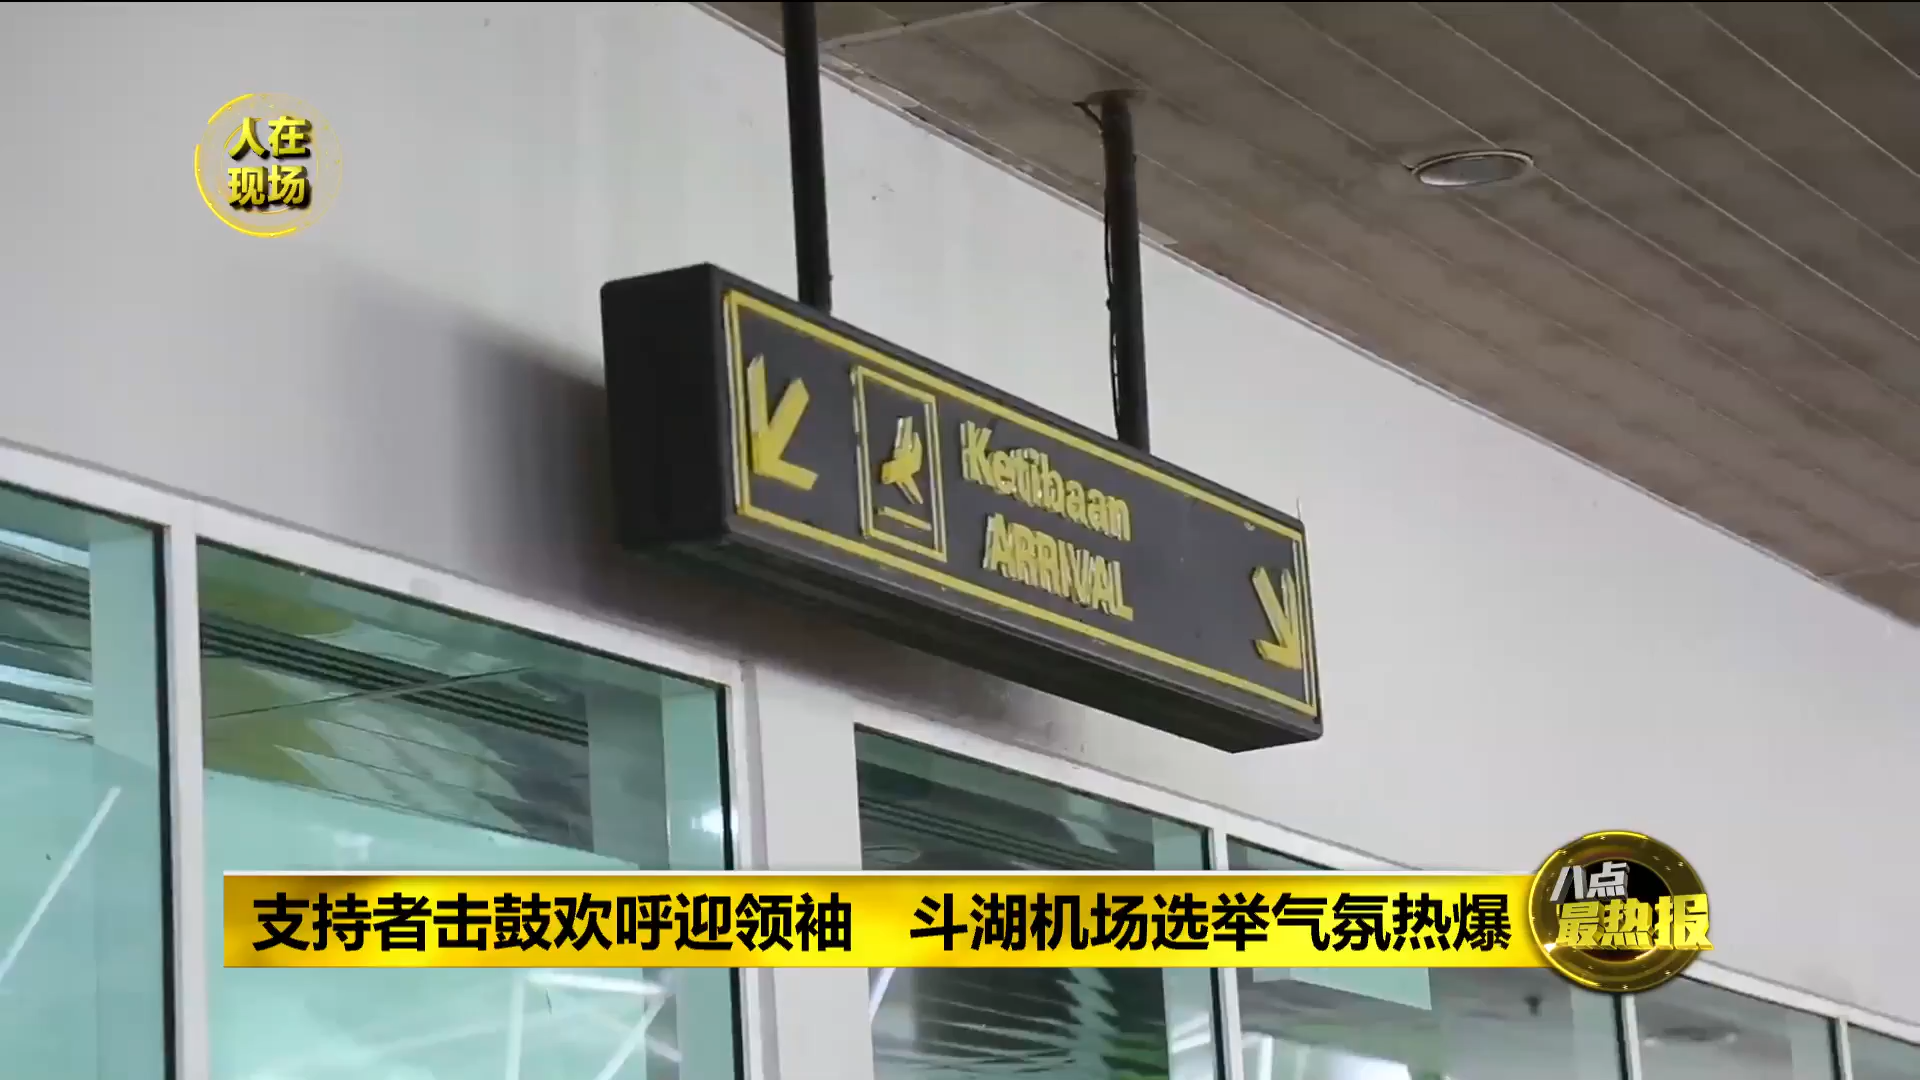 人在
现场
Ketibaan
ARRIVAL
支持者击鼓欢呼迎领袖 斗湖机场选举气氛热爆
八点
最热报